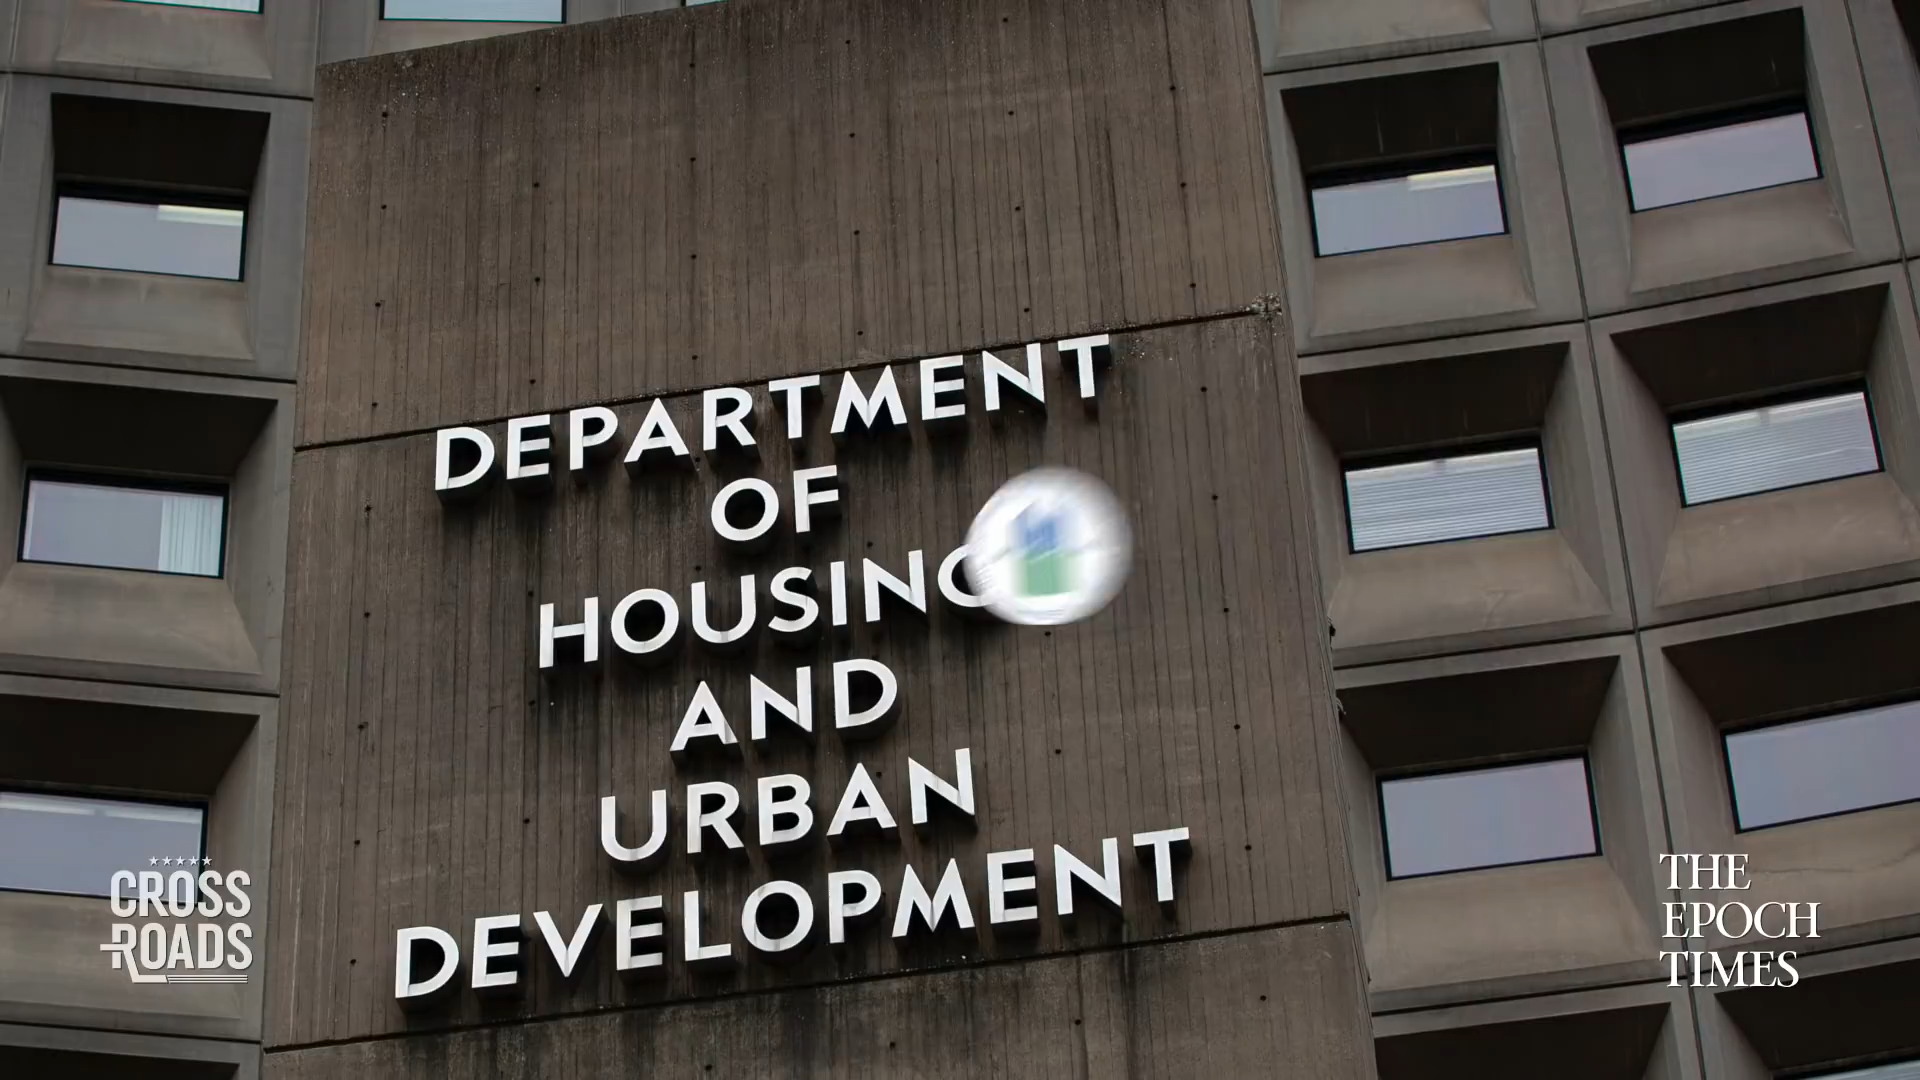 DEPARTMENT
OF
HOUSING
AND
URBAN
DEVELOPMENT
CROSS
ROADS
THE
EPOCH
TIMES